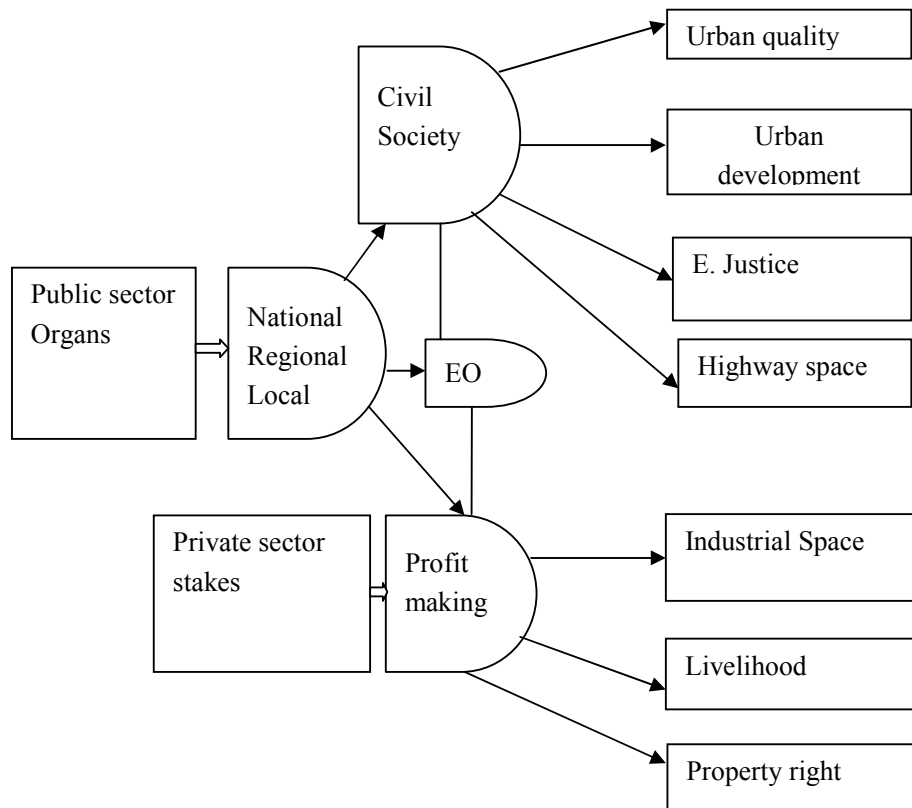 Urban quality
Civil
Society
Urban
development
E. Justice
Public sector
Organs
National
Regional
Local
EO
Highway space
Private sector
stakes
Profit
making
Industrial Space
Livelihood
Property right